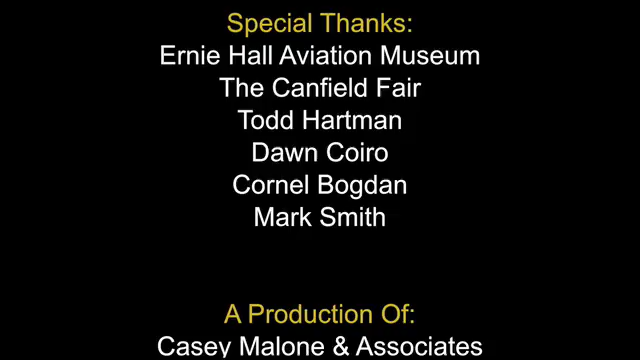 Special Thanks:
Ernie Hall Aviation Museum
The Canfield Fair
Todd Hartman
Dawn Coiro
Cornel Bogdan
Mark Smith
A Production Of:
Casey Malone & Associates